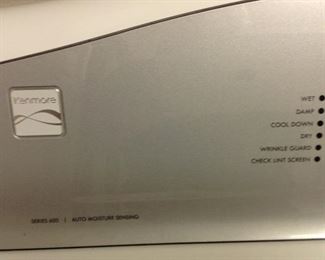 Kenmore
WET
DAMP
COOL DOWN
DRY
WRINKLE GUARD
CHECK LINT SCREEN
SERIES 600 | AUTO MOISTURE SENSING